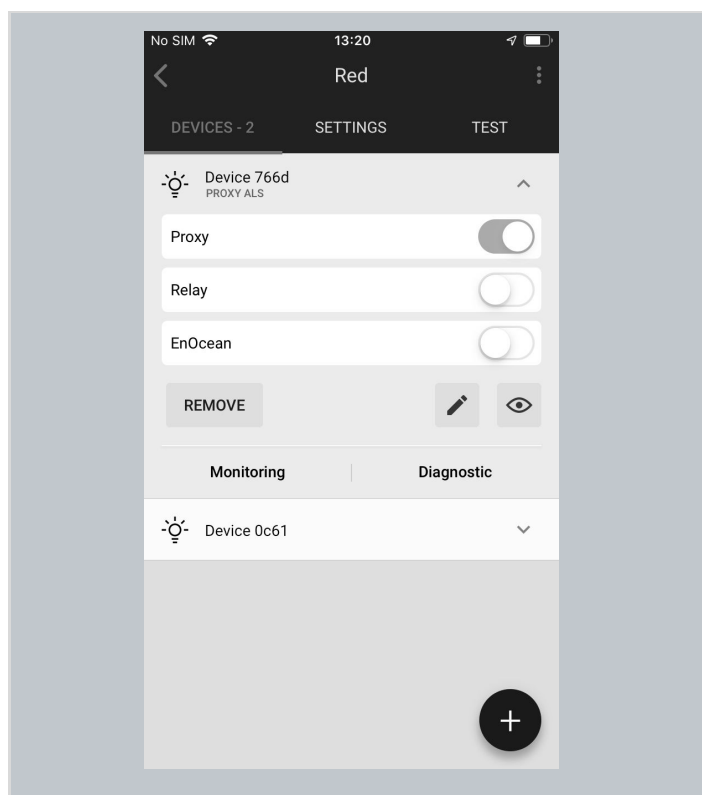 No SIM 13:20
Red
DEVICES - 2 SETTINGS TEST
Device 766d
PROXY ALS
Proxy
Relay
EnOcean
REMOVE
Monitoring Diagnostic
Device 0c61